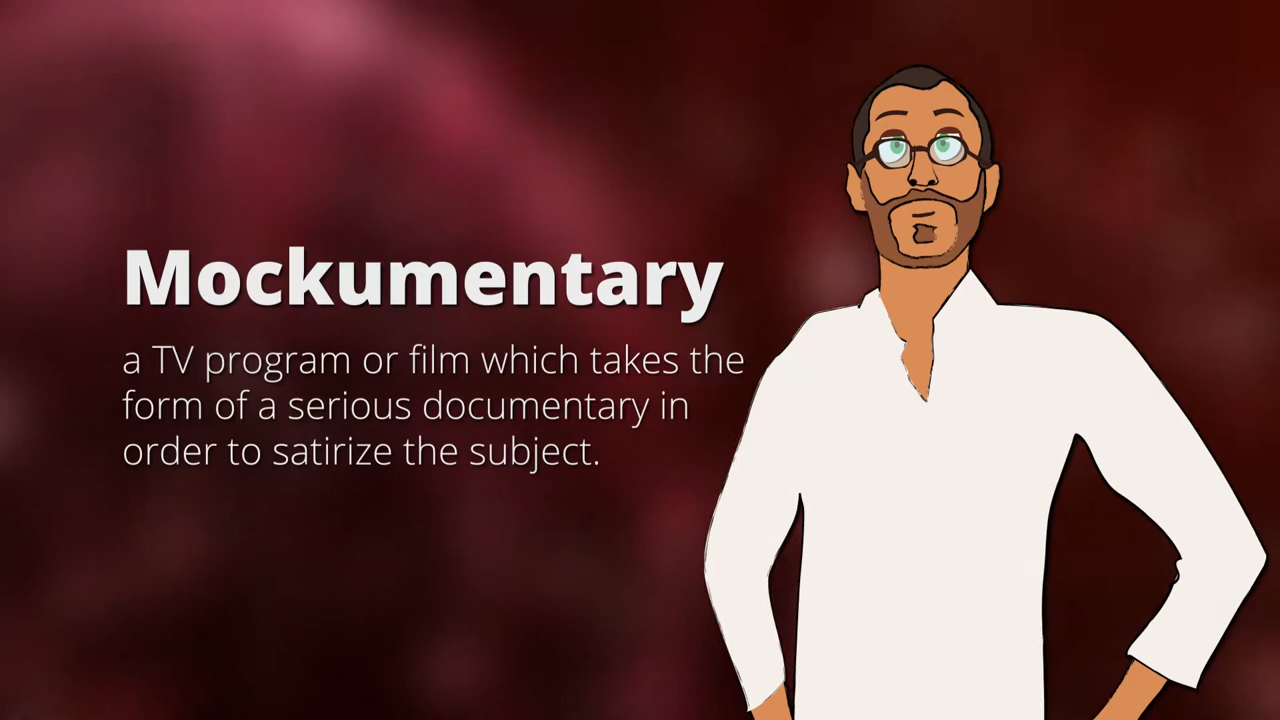 Mockumentary
a TV program or film which takes the
form of a serious documentary in
order to satirize the subject.